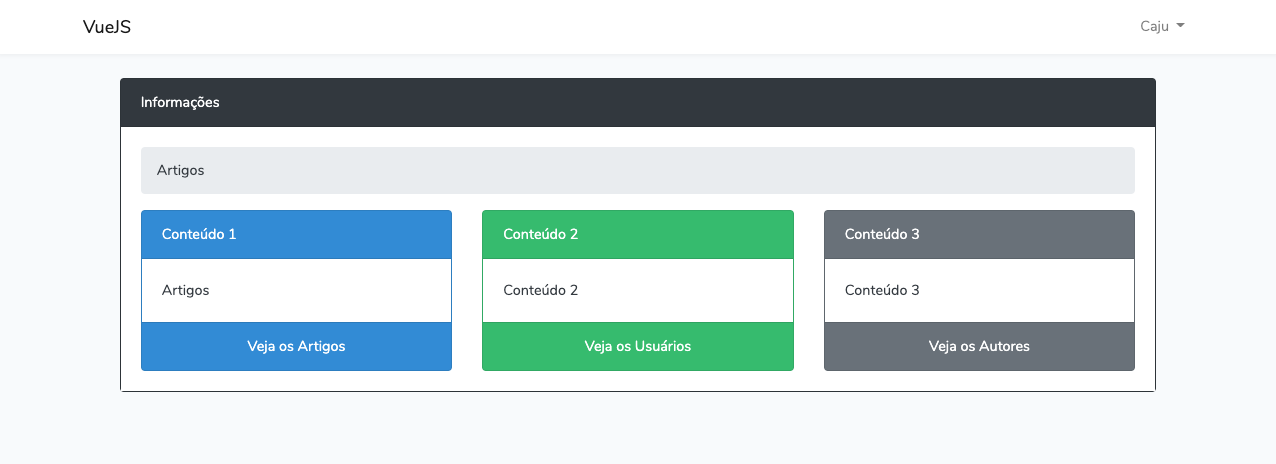 VueJS
Caju
Informações
Artigos
Conteúdo 1
Artigos
Veja os Artigos
Conteúdo 2
Conteúdo 2
Veja os Usuários
Conteúdo 3
Conteúdo 3
Veja os Autores